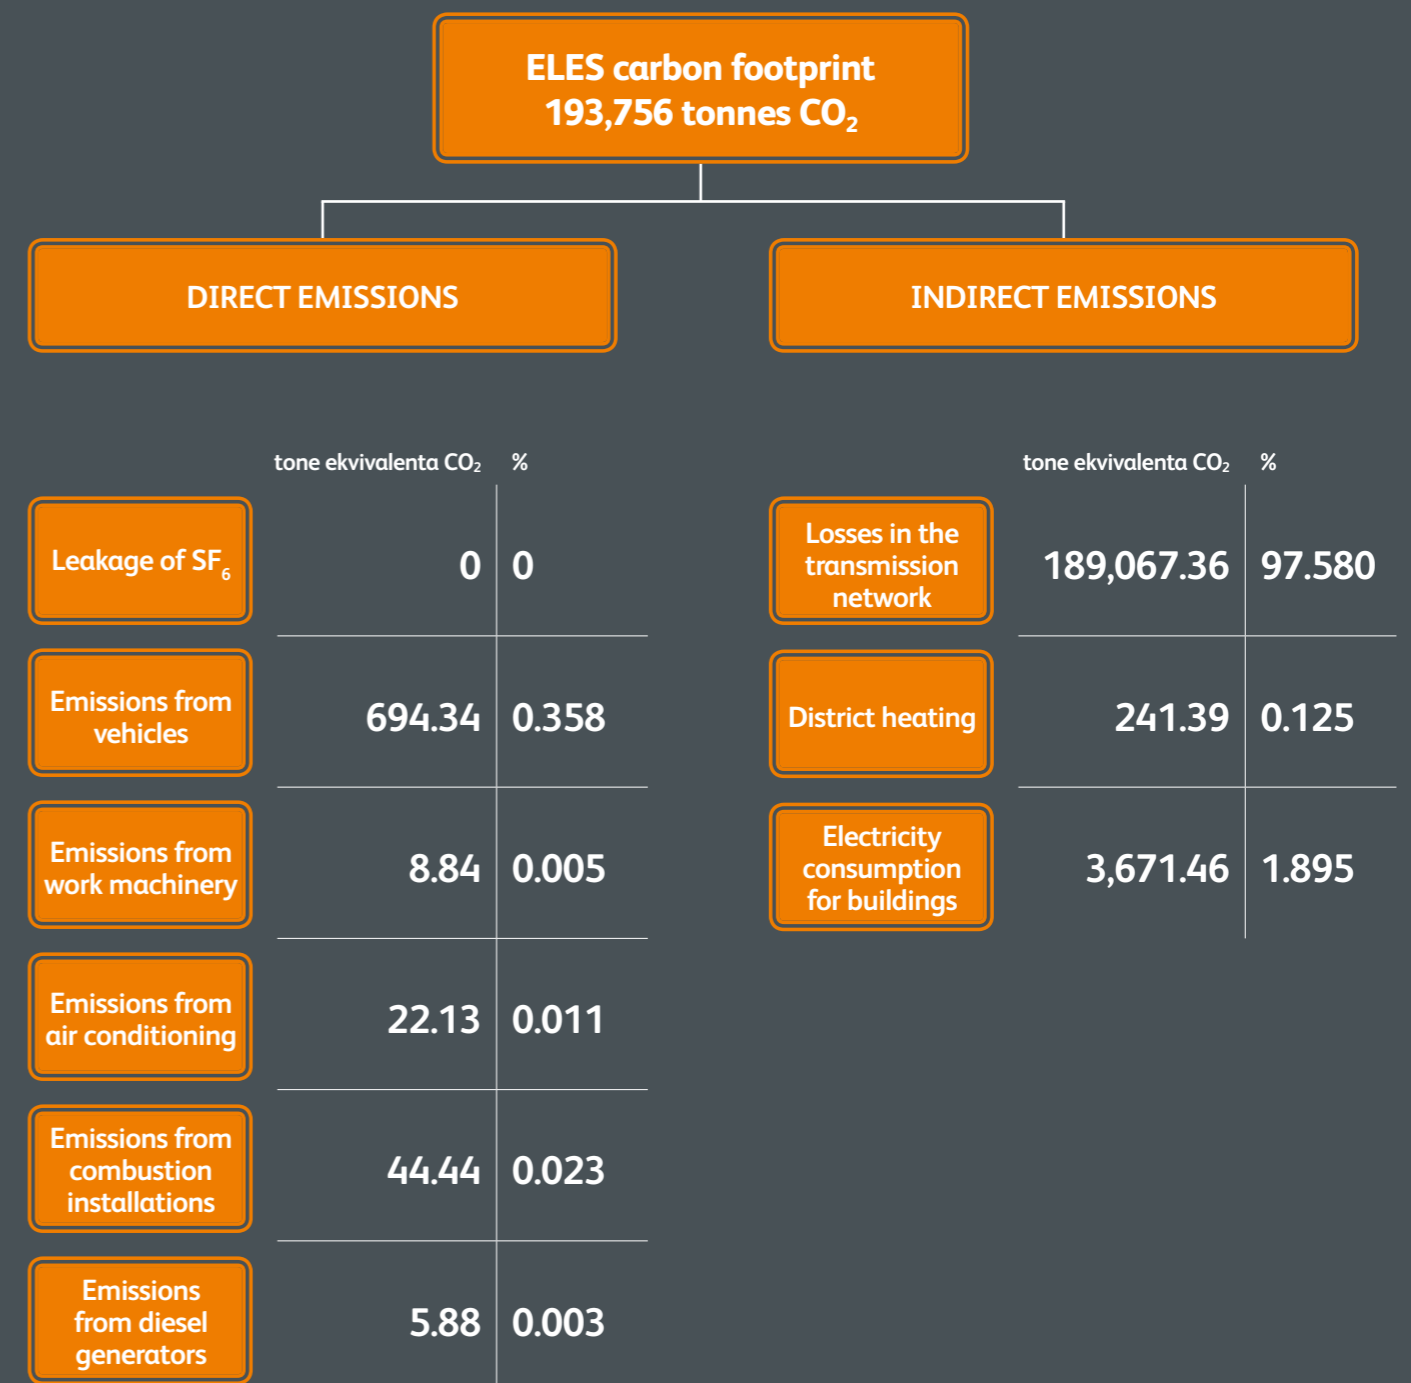 ELES carbon footprint
193,756 tonnes CO₂
DIRECT EMISSIONS
INDIRECT EMISSIONS
tone ekvivalenta CO₂ %
Leakage of SF₆
0 0
Emissions from
vehicles
694.34 0.358
Emissions from
work machinery
8.84 0.005
Emissions from
air conditioning
22.13 0.011
Emissions from
combustion
installations
44.44 0.023
Emissions
from diesel
generators
5.88 0.003
tone ekvivalenta CO₂ %
Losses in the
transmission
network
189,067.36 97.580
District heating
241.39 0.125
Electricity
consumption
for buildings
3,671.46 1.895